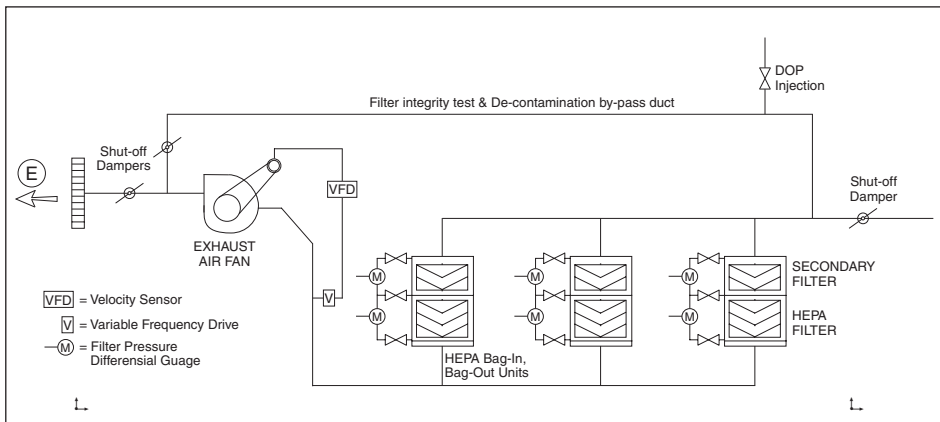 DOP
Injection
Filter integrity test & De-contamination by-pass duct
Shut-off
Dampers
E
VFD
Shut-off
Damper
EXHAUST
AIR FAN
M
M
M
SECONDARY
FILTER
VFD = Velocity Sensor
V
V = Variable Frequency Drive
M
M
M
HEPA
FILTER
M = Filter Pressure
Differensial Guage
HEPA Bag-In,
Bag-Out Units